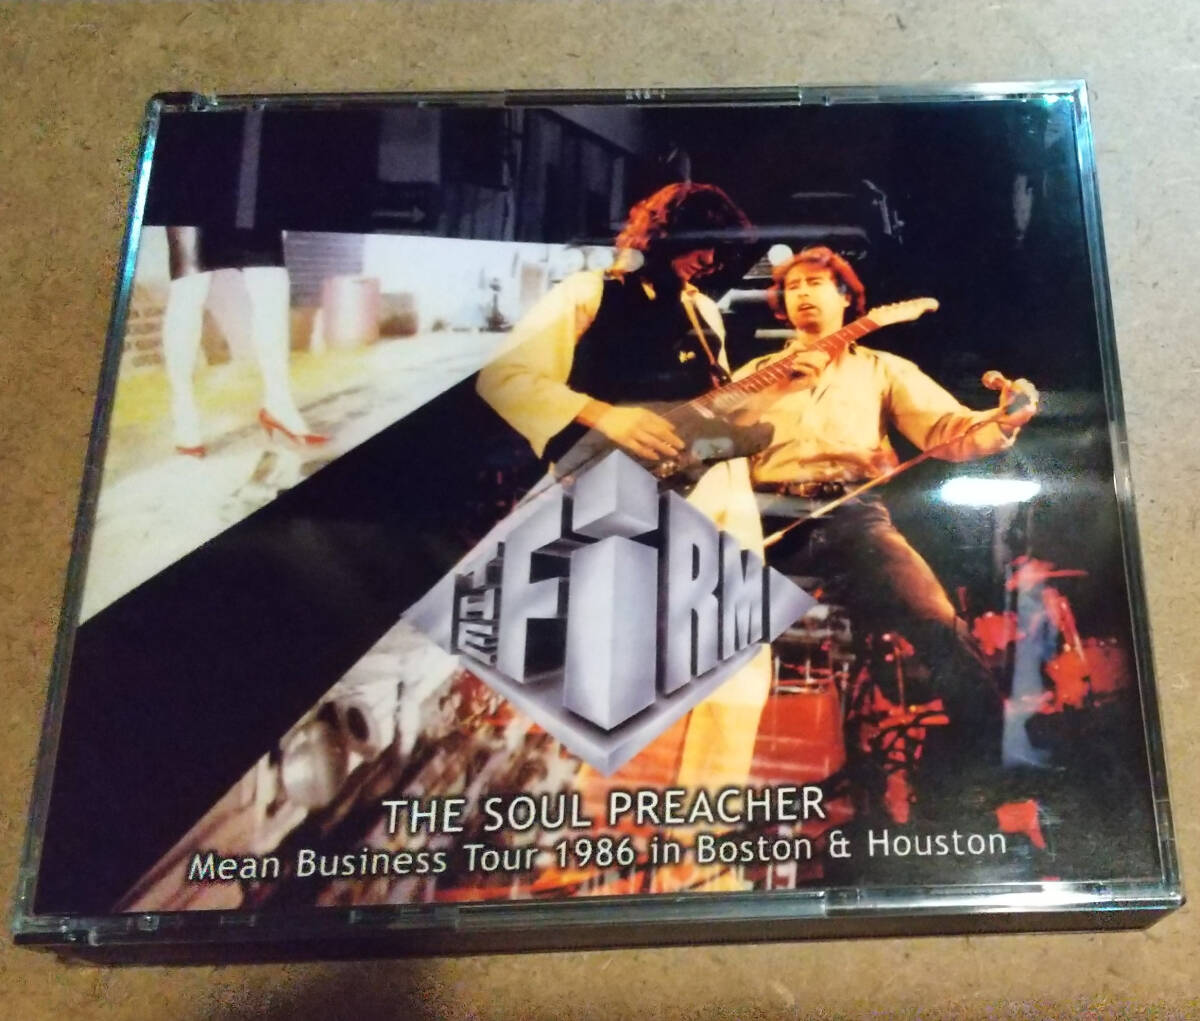 THE FIRM
THE SOUL PREACHER
Mean Business Tour 1986 in Boston & Houston